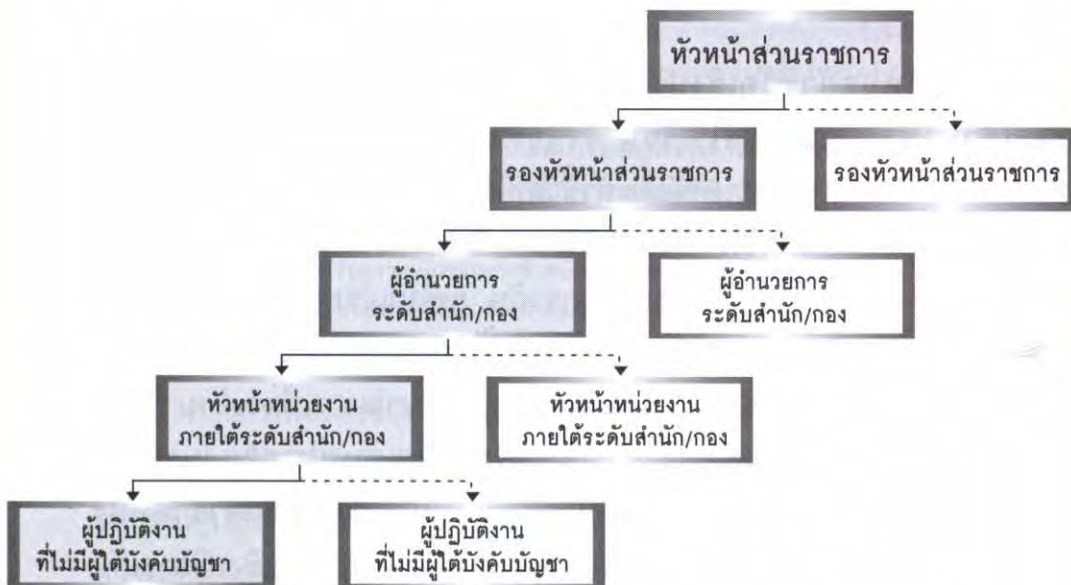 หัวหน้าส่วนราชการ
รองหัวหน้าส่วนราชการ
รองหัวหน้าส่วนราชการ
ผู้อำนวยการ
ระดับสำนัก/กอง
ผู้อำนวยการ
ระดับสำนัก/กอง
หัวหน้าหน่วยงาน
ภายใต้ระดับสำนัก/กอง
หัวหน้าหน่วยงาน
ภายใต้ระดับสำนัก/กอง
ผู้ปฏิบัติงาน
ที่ไม่มีผู้ใต้บังคับบัญชา
ผู้ปฏิบัติงาน
ที่ไม่มีผู้ใต้บังคับบัญชา